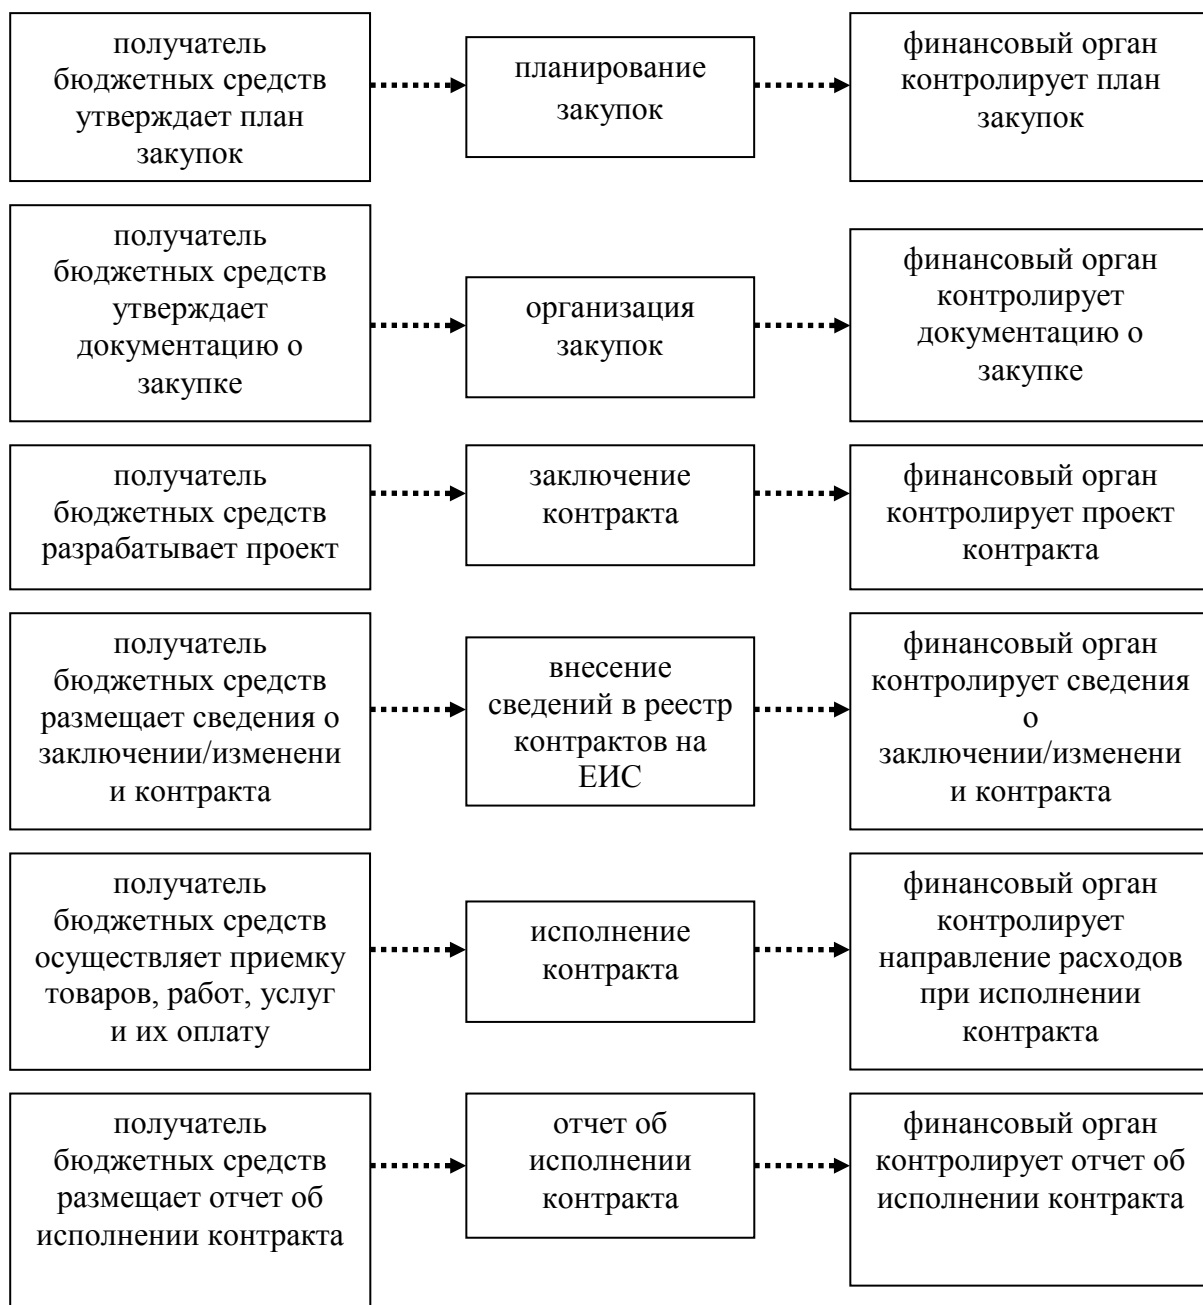 получатель
бюджетных средств
утверждает план
закупок
планирование
закупок
финансовый орган
контролирует план
закупок
получатель
бюджетных средств
утверждает
документацию о
закупке
организация
закупок
финансовый орган
контролирует
документацию о
закупке
получатель
бюджетных средств
разрабатывает проект
заключение
контракта
финансовый орган
контролирует проект
контракта
получатель
бюджетных средств
размещает сведения о
заключении/изменени
и контракта
внесение
сведений в реестр
контрактов на
ЕИС
финансовый орган
контролирует сведения
о
заключении/изменени
и контракта
получатель
бюджетных средств
осуществляет приемку
товаров, работ, услуг
и их оплату
исполнение
контракта
финансовый орган
контролирует
направление расходов
при исполнении
контракта
получатель
бюджетных средств
размещает отчет об
исполнении контракта
отчет об
исполнении
контракта
финансовый орган
контролирует отчет об
исполнении контракта